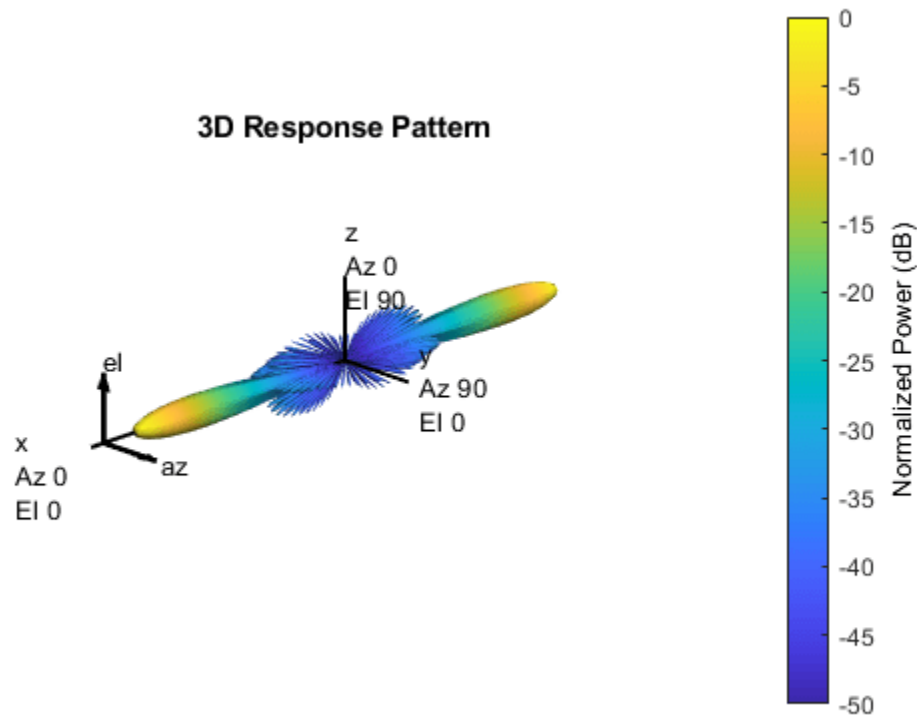 3D Response Pattern
z
Az 0
El 90
y
Az 90
El 0
el
x
Az 0
El 0
az
0
-5
-10
-15
-20
-25
-30
-35
-40
-45
-50
Normalized Power (dB)